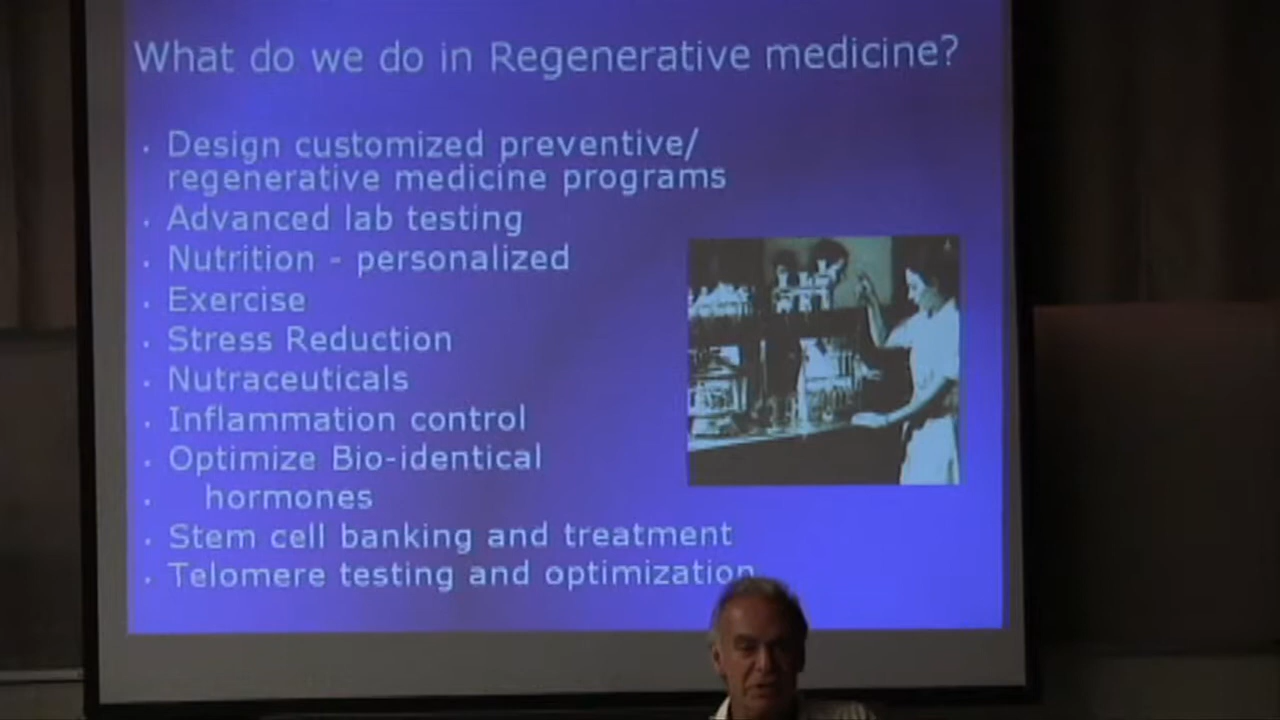 What do we do in Regenerative medicine?
· Design customized preventive/
regenerative medicine programs
· Advanced lab testing
· Nutrition - personalized
· Exercise
· Stress Reduction
· Nutraceuticals
· Inflammation control
· Optimize Bio-identical
· hormones
· Stem cell banking and treatment
· Telomere testing and optimization